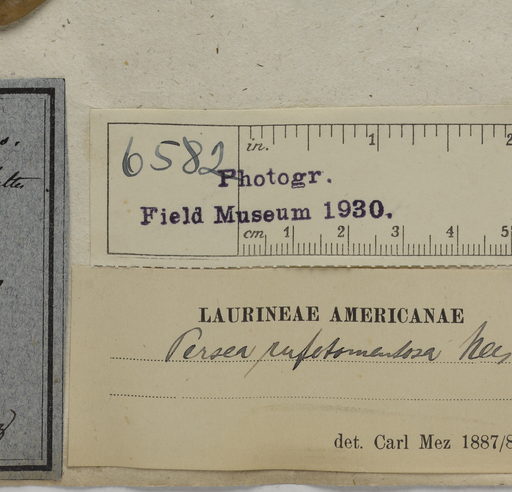 6582
in. 1 2
Photogr.
Field Museum 1930.
cm 1 2 3 4 5
LAURINEAE AMERICANAE
Persea rufotomentosa Nees
det. Carl Mez 1887/8